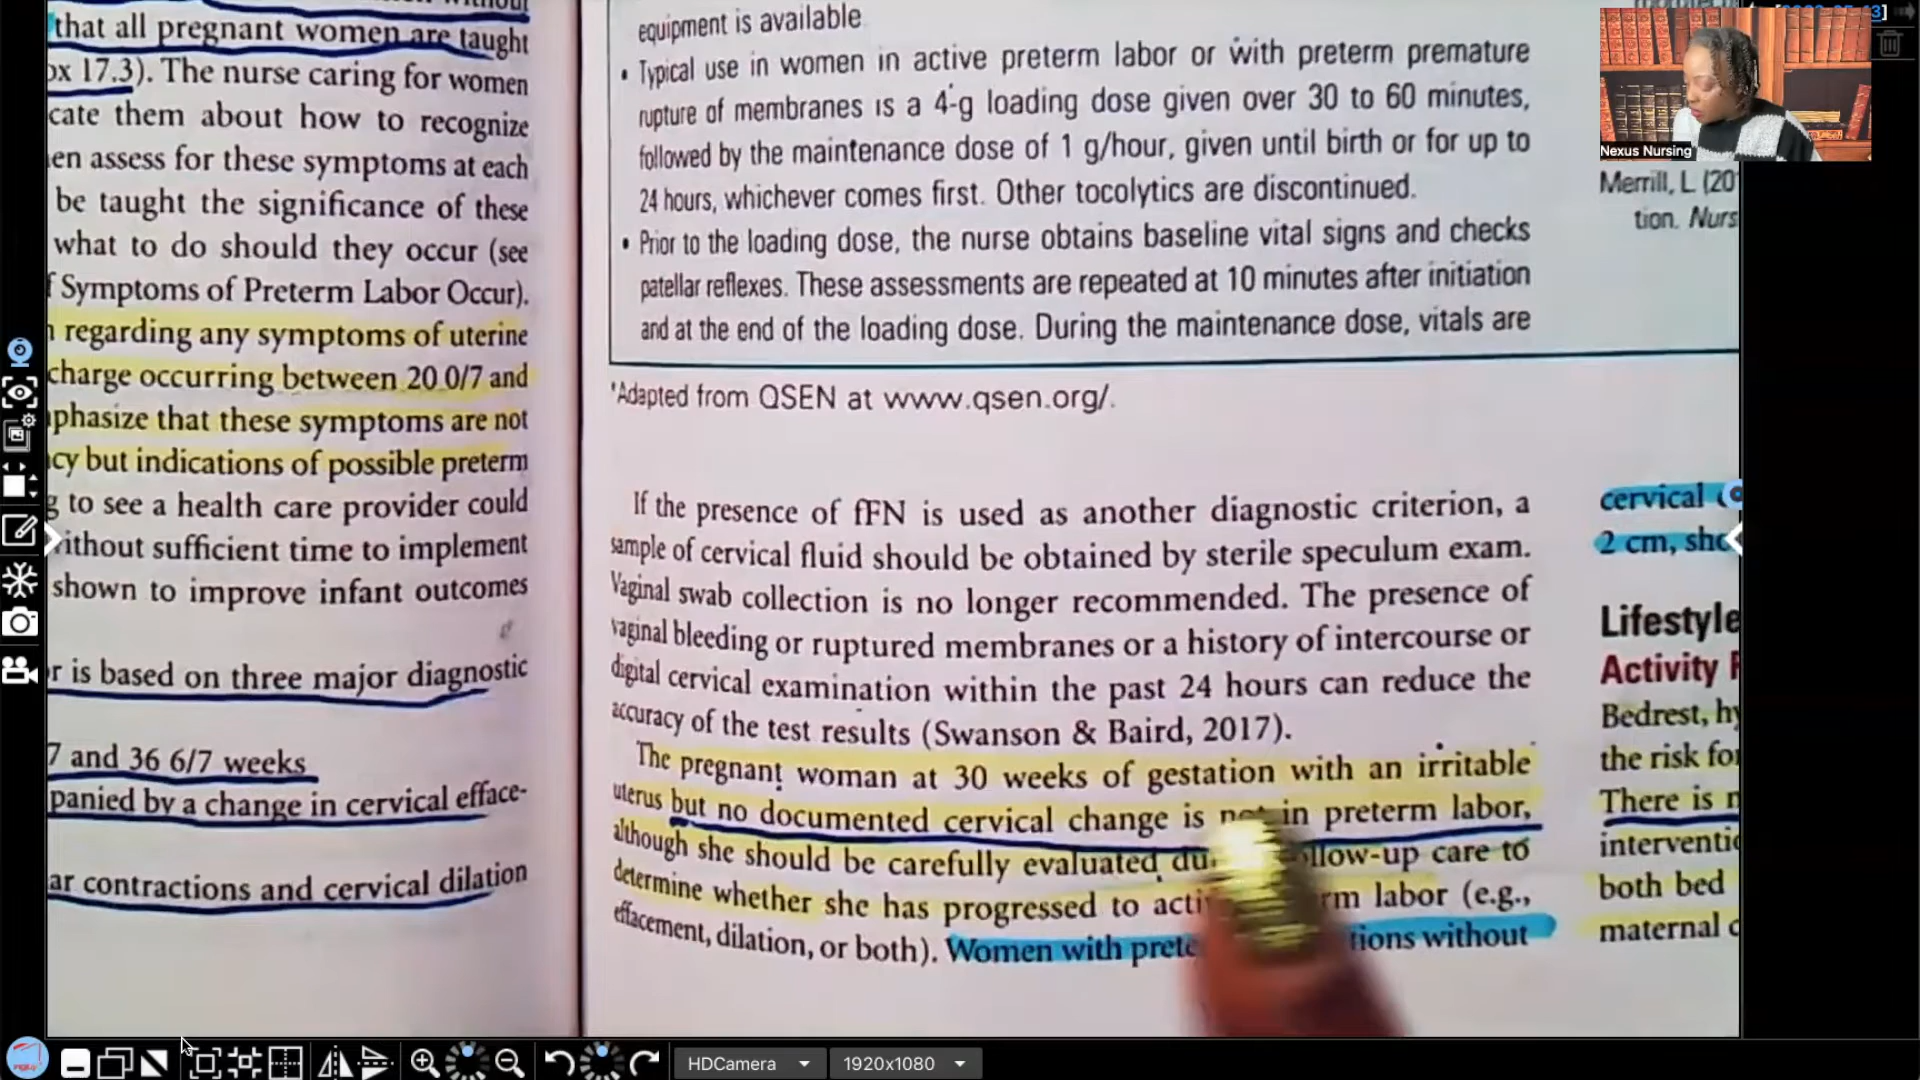 that all pregnant women are taught
ox 17.3). The nurse caring for women
cate them about how to recognize
en assess for these symptoms at each
be taught the significance of these
what to do should they occur (see
f Symptoms of Preterm Labor Occur).
regarding any symptoms of uterine
charge occurring between 20 0/7 and
phasize that these symptoms are not
cy but indications of possible preterm
g to see a health care provider could
ithout sufficient time to implement
shown to improve infant outcomes
r is based on three major diagnostic
7 and 36 6/7 weeks
panied by a change in cervical efface-
ar contractions and cervical dilation
equipment is available
• Typical use in women in active preterm labor or with preterm premature
rupture of membranes is a 4-g loading dose given over 30 to 60 minutes,
followed by the maintenance dose of 1 g/hour, given until birth or for up to
24 hours, whichever comes first. Other tocolytics are discontinued.
• Prior to the loading dose, the nurse obtains baseline vital signs and checks
patellar reflexes. These assessments are repeated at 10 minutes after initiation
and at the end of the loading dose. During the maintenance dose, vitals are
*Adapted from QSEN at www.qsen.org/.
If the presence of fFN is used as another diagnostic criterion, a
sample of cervical fluid should be obtained by sterile speculum exam.
Vaginal swab collection is no longer recommended. The presence of
vaginal bleeding or ruptured membranes or a history of intercourse or
digital cervical examination within the past 24 hours can reduce the
accuracy of the test results (Swanson & Baird, 2017).
The pregnant woman at 30 weeks of gestation with an irritable
uterus but no documented cervical change is not in preterm labor,
although she should be carefully evaluated du llow-up care to
determine whether she has progressed to acti rm labor (e.g.,
effacement, dilation, or both). Women with prete tions without
Nexus Nursing
Merrill, L. (20
tion. Nurs
cervical
2 cm, sho
Lifestyle
Activity
Bedrest, hy
the risk for
There is n
interventio
both bed
maternal c
HDCamera
1920x1080